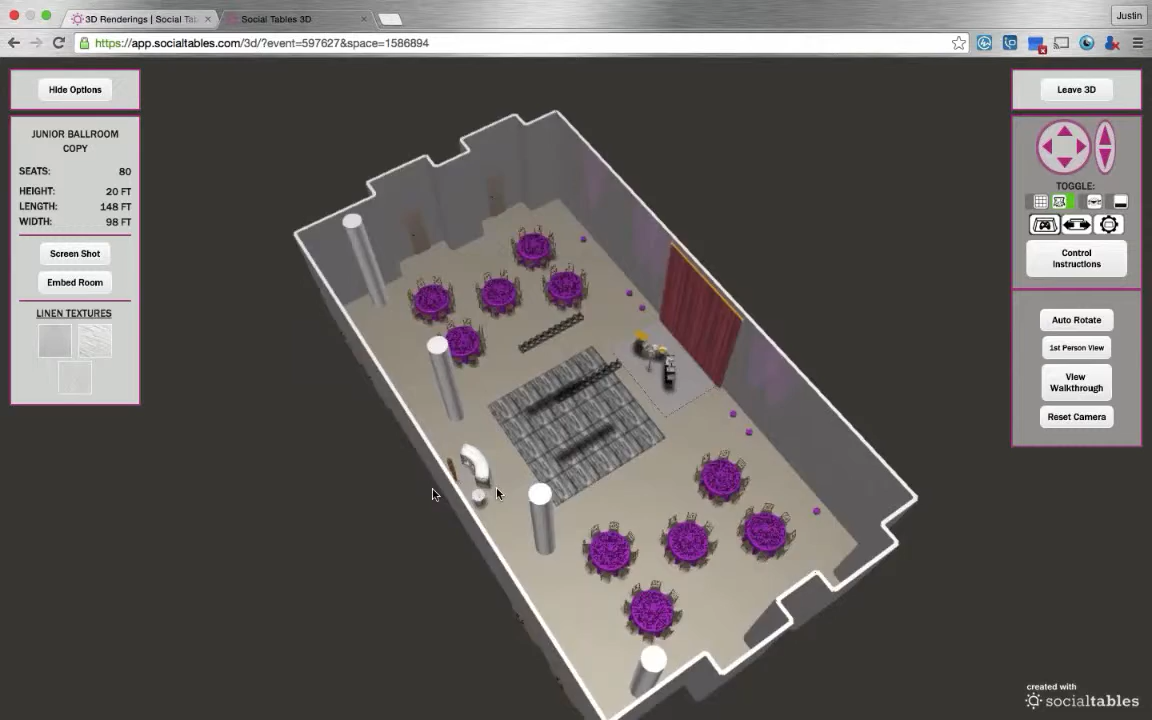 3D Renderings | Social Tab
Social Tables 3D
Justin
https://app.socialtables.com/3d/?event=597627&space=1586894
Hide Options
JUNIOR BALLROOM
COPY
SEATS: 80
HEIGHT: 20 FT
LENGTH: 148 FT
WIDTH: 98 FT
Screen Shot
Embed Room
LINEN TEXTURES
Leave 3D
TOGGLE:
Control
Instructions
Auto Rotate
1st Person View
View
Walkthrough
Reset Camera
created with
socialtables